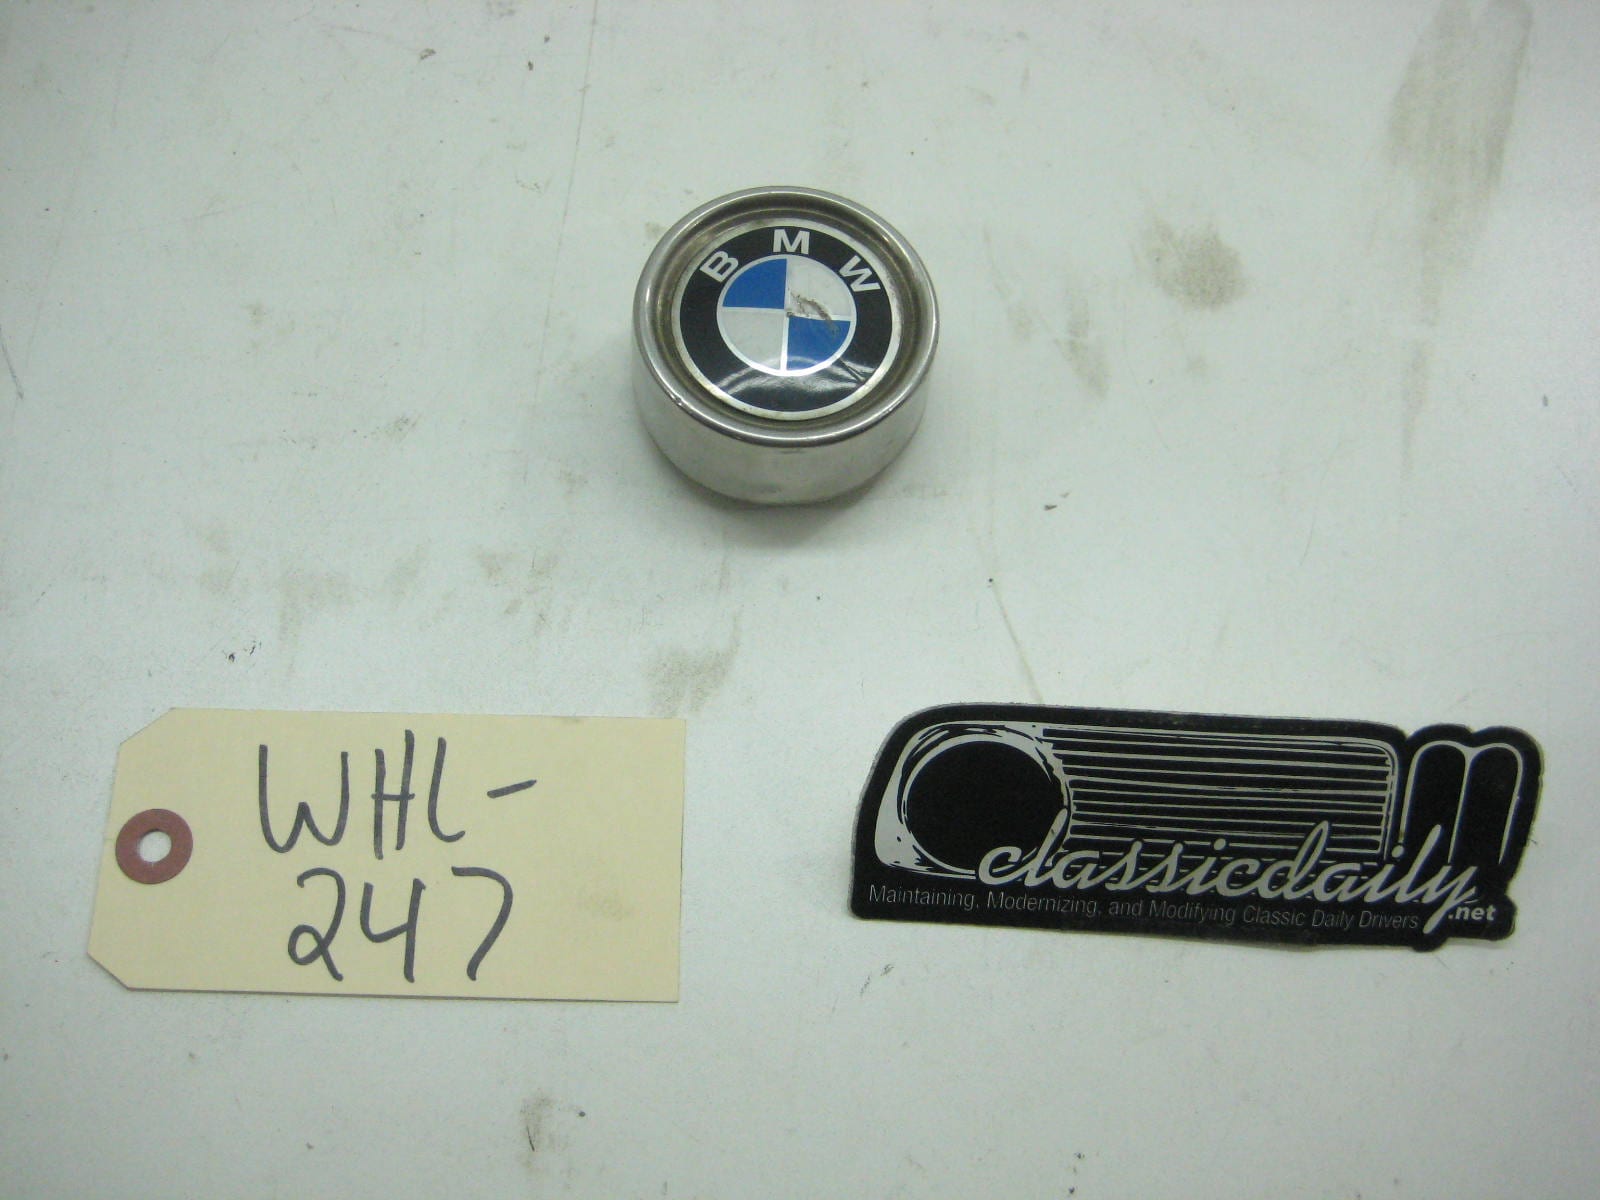 BMW
WHL-
247
classicdaily
.net
Maintaining, Modernizing, and Modifying Classic Daily Drivers